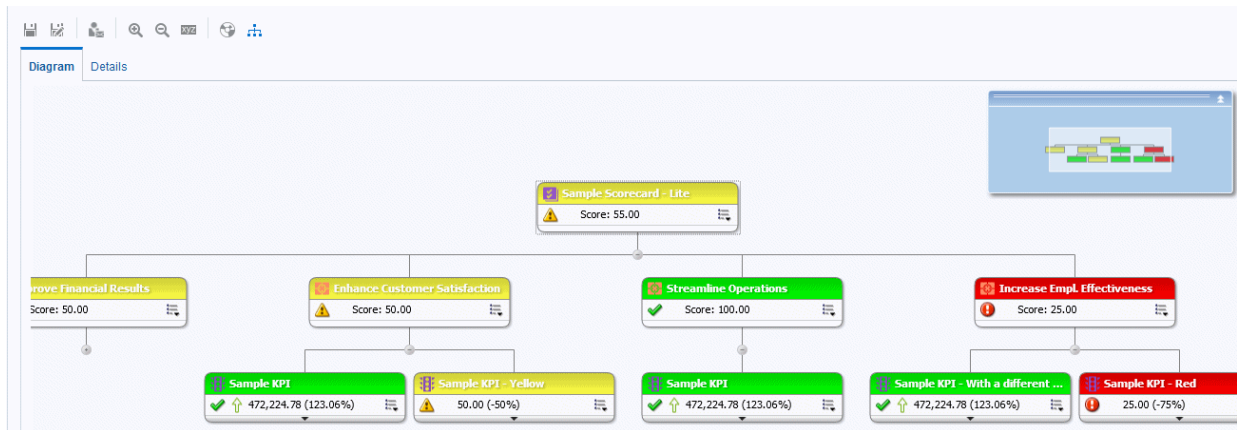 XYZ
Diagram Details
Sample Scorecard - Lite
Score: 55.00
rove Financial Results Enhance Customer Satisfaction Streamline Operations Increase Empl. Effectiveness
Score: 50.00 Score: 50.00 Score: 100.00 Score: 25.00
Sample KPI Sample KPI - Yellow Sample KPI Sample KPI - With a different ... Sample KPI - Red
472,224.78 (123.06%) 50.00 (-50%) 472,224.78 (123.06%) 472,224.78 (123.06%) 25.00 (-75%)